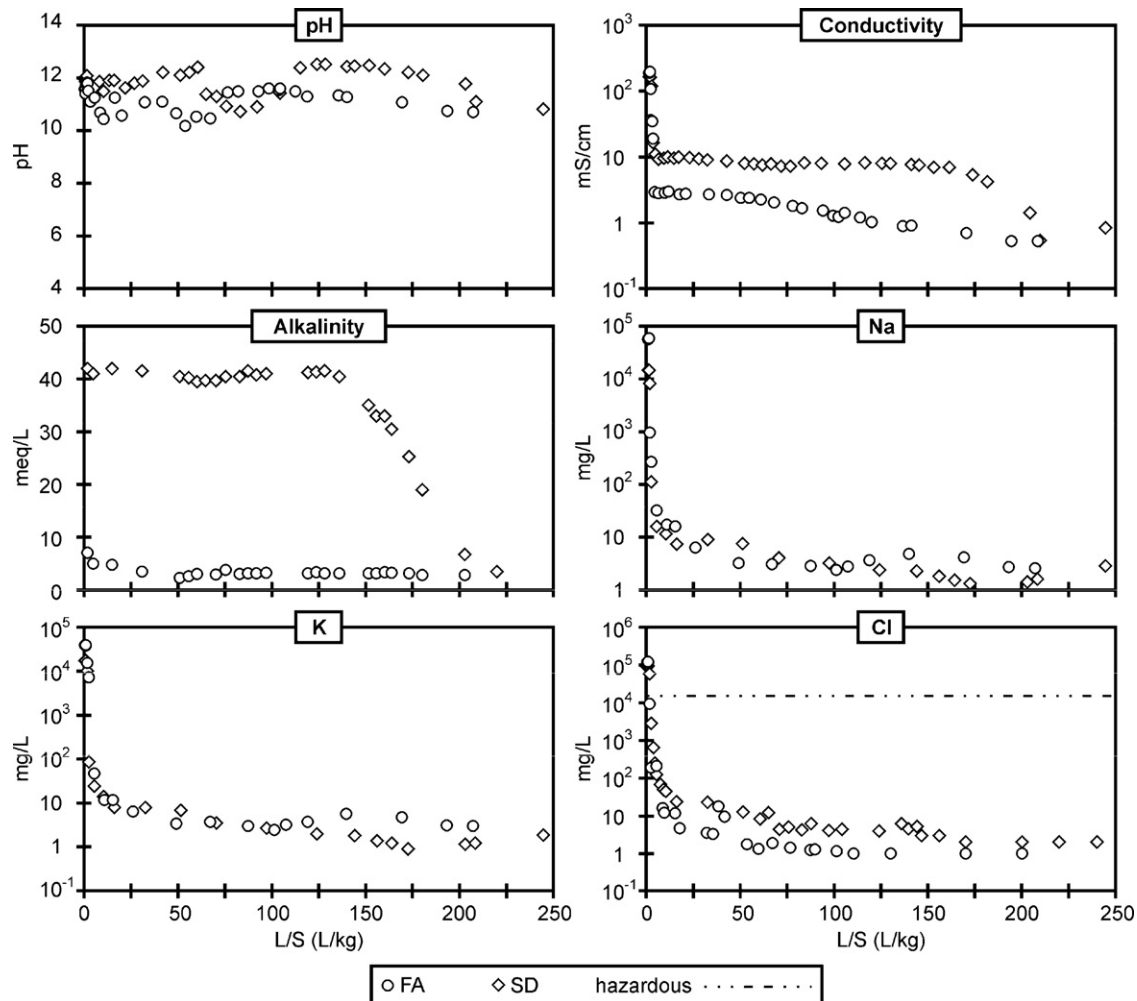 pH
14
12
10
8
6
4
pH
Conductivity
10³
10²
10
1
10⁻¹
mS/cm
Alkalinity
50
40
30
20
10
0
meq/L
Na
10⁵
10⁴
10³
10²
10
1
mg/L
K
10⁵
10⁴
10³
10²
10
1
10⁻¹
mg/L
0 50 100 150 200 250
L/S (L/kg)
Cl
10⁶
10⁵
10⁴
10³
10²
10
1
10⁻¹
mg/L
0 50 100 150 200 250
L/S (L/kg)
FA SD hazardous